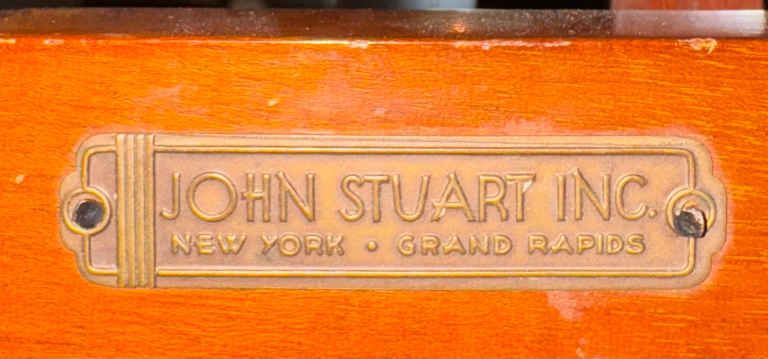 JOHN STUART INC.
NEW YORK · GRAND RAPIDS